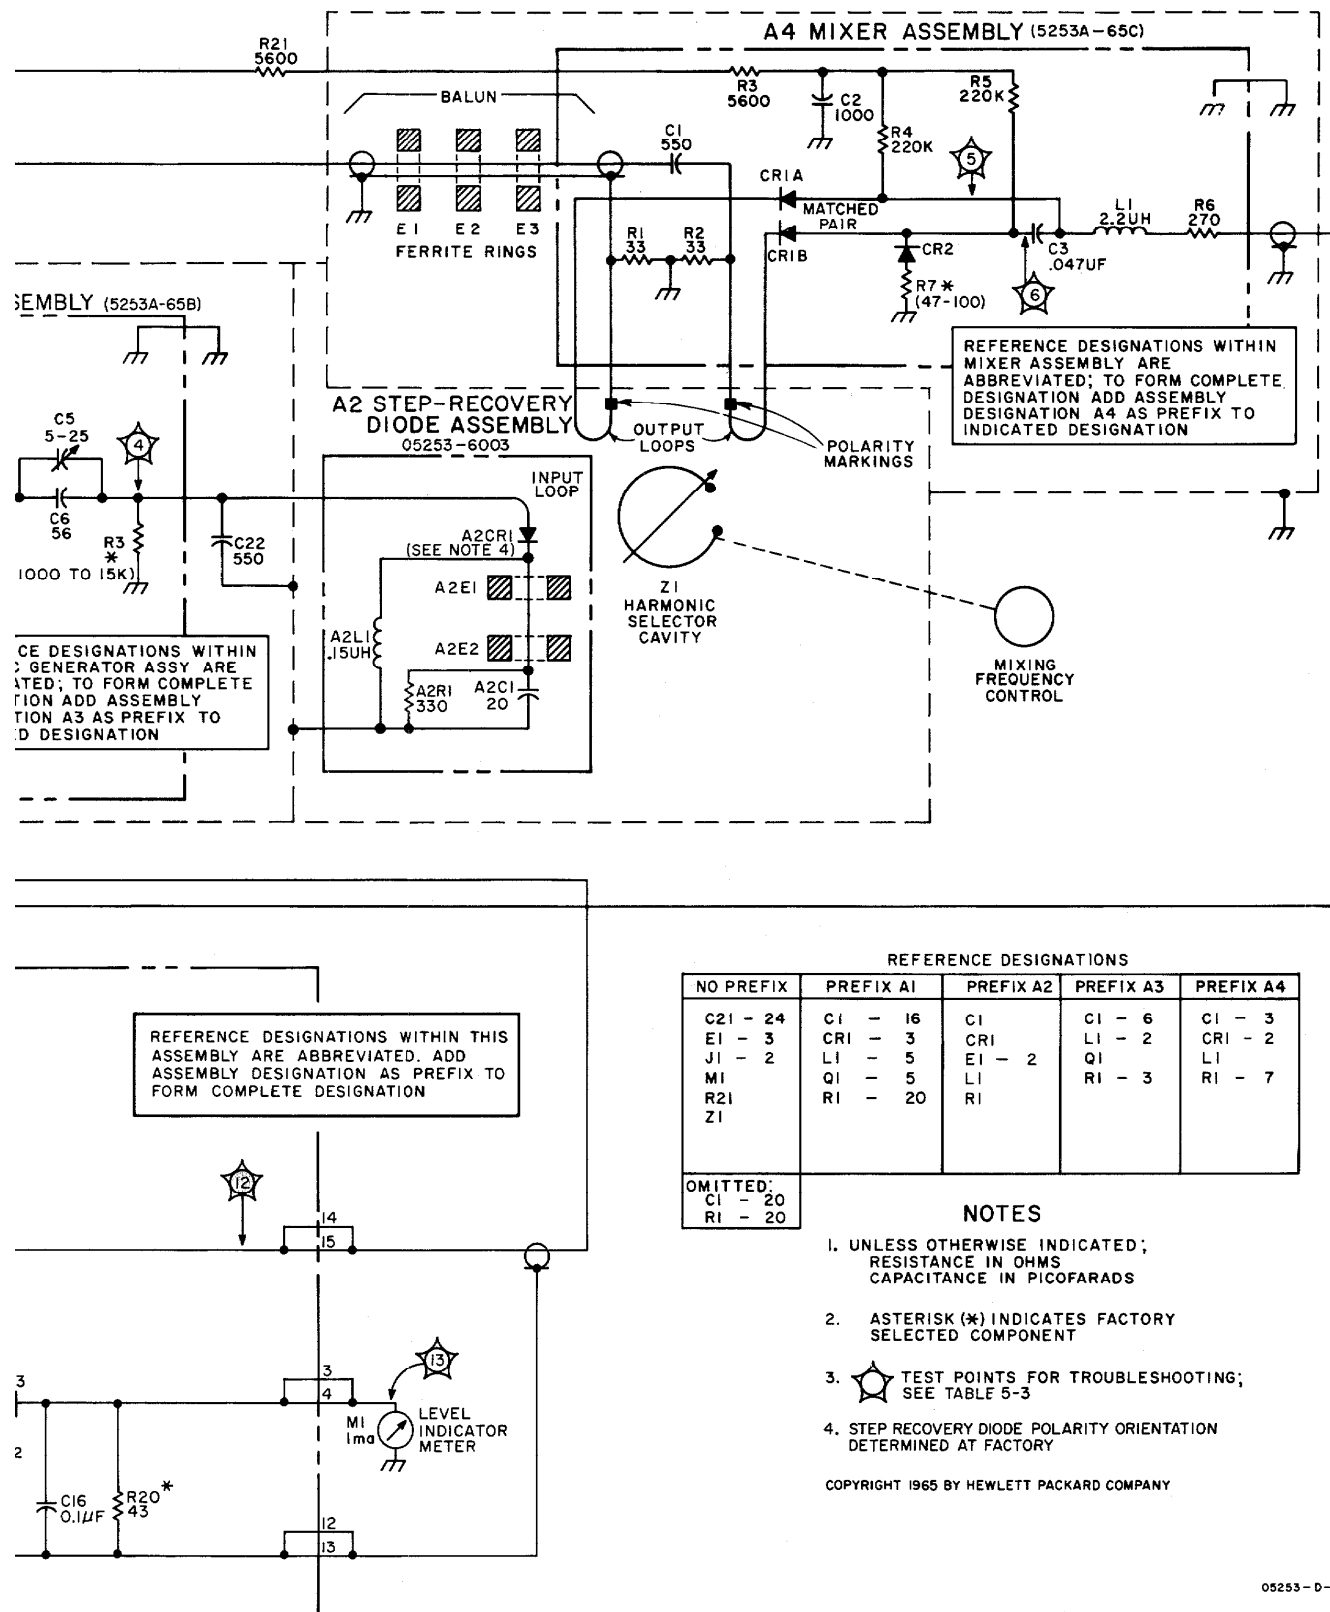 A4 MIXER ASSEMBLY (5253A-65C)
R21
5600
BALUN
R3
5600
C2
1000
R5
220K
R4
220K
C1
550
5
E1 E2 E3
FERRITE RINGS
CR1A
MATCHED
PAIR
CR1B
R1
33
R2
33
CR2
R7*
(47-100)
C3
.047UF
6
L1
2.2UH
R6
270
SEMBLY (5253A-65B)
REFERENCE DESIGNATIONS WITHIN
MIXER ASSEMBLY ARE
ABBREVIATED; TO FORM COMPLETE
DESIGNATION ADD ASSEMBLY
DESIGNATION A4 AS PREFIX TO
INDICATED DESIGNATION
A2 STEP-RECOVERY
DIODE ASSEMBLY
05253-6003
OUTPUT
LOOPS
POLARITY
MARKINGS
C5
5-25
4
C6
56
R3
*
1000 TO 15K)
C22
550
INPUT
LOOP
A2CR1
(SEE NOTE 4)
A2E1
A2E2
A2L1
.15UH
A2R1
330
A2C1
20
Z1
HARMONIC
SELECTOR
CAVITY
MIXING
FREQUENCY
CONTROL
CE DESIGNATIONS WITHIN
C GENERATOR ASSY ARE
ATED; TO FORM COMPLETE
TION ADD ASSEMBLY
TION A3 AS PREFIX TO
D DESIGNATION
REFERENCE DESIGNATIONS WITHIN THIS
ASSEMBLY ARE ABBREVIATED. ADD
ASSEMBLY DESIGNATION AS PREFIX TO
FORM COMPLETE DESIGNATION
REFERENCE DESIGNATIONS
NO PREFIX PREFIX A1 PREFIX A2 PREFIX A3 PREFIX A4
C21 - 24 C1 - 16 C1 C1 - 6 C1 - 3
E1 - 3 CR1 - 3 CR1 L1 - 2 CR1 - 2
J1 - 2 L1 - 5 E1 - 2 Q1 L1
M1 Q1 - 5 L1 R1 - 3 R1 - 7
R21 R1 - 20 R1
Z1
OMITTED:
C1 - 20
R1 - 20
12
14
15
13
3
4
3
2
M1
1ma
LEVEL
INDICATOR
METER
C16
0.1μF
R20*
43
12
13
NOTES
1. UNLESS OTHERWISE INDICATED;
RESISTANCE IN OHMS
CAPACITANCE IN PICOFARADS
2. ASTERISK (*) INDICATES FACTORY
SELECTED COMPONENT
3. TEST POINTS FOR TROUBLESHOOTING;
SEE TABLE 5-3
4. STEP RECOVERY DIODE POLARITY ORIENTATION
DETERMINED AT FACTORY
COPYRIGHT 1965 BY HEWLETT PACKARD COMPANY
05253-D-